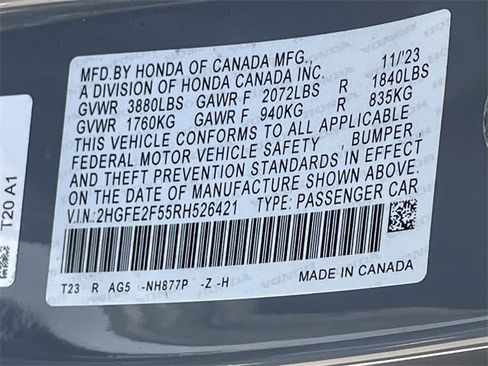 MFD.BY HONDA OF CANADA MFG., 11/23
A DIVISION OF HONDA CANADA INC.
GVWR 3880LBS GAWR F 2072LBS R 1840LBS
GVWR 1760KG GAWR F 940KG R 835KG
THIS VEHICLE CONFORMS TO ALL APPLICABLE
FEDERAL MOTOR VEHICLE SAFETY , BUMPER,
AND THEFT PREVENTION STANDARDS IN EFFECT
ON THE DATE OF MANUFACTURE SHOWN ABOVE.
V.I.N.:2HGFE2F55RH526421 TYPE: PASSENGER CAR
T23 R AG5 -NH877P -Z -H MADE IN CANADA
T20 A1